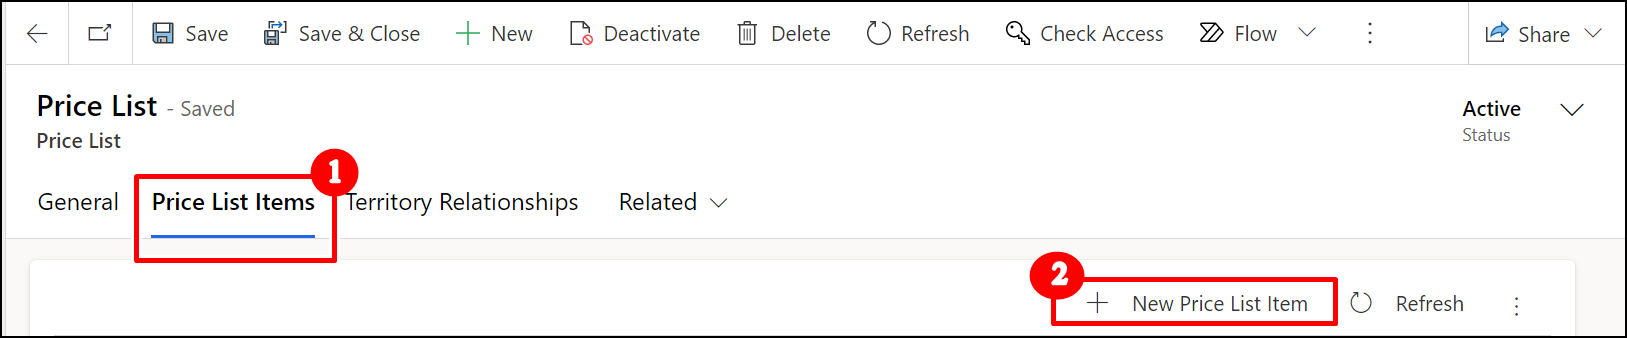 Save Save & Close New Deactivate Delete Refresh Check Access Flow Share
Price List - Saved
Price List
Active
Status
1
General Price List Items Territory Relationships Related
2
New Price List Item Refresh